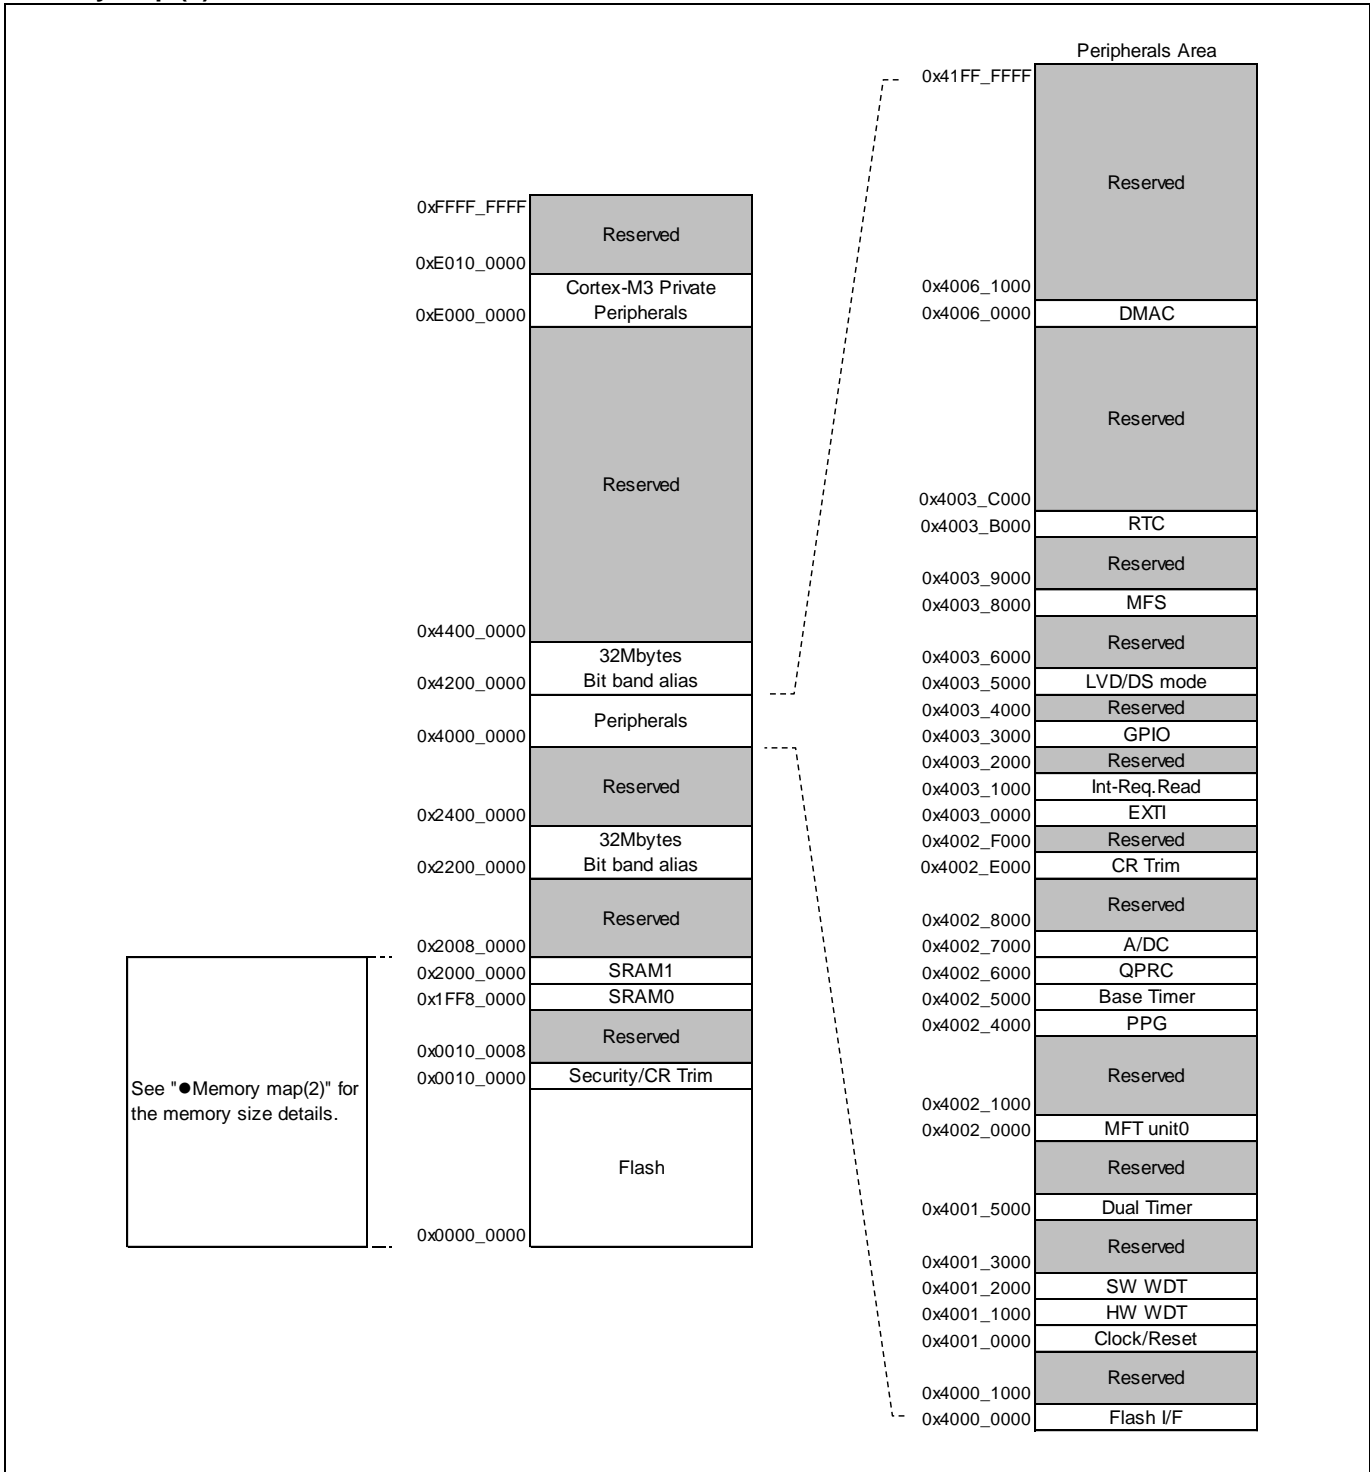 Peripherals Area
0x41FF_FFFF
Reserved
0x4006_1000
0x4006_0000 DMAC
Reserved
0x4003_C000
0x4003_B000 RTC
Reserved
0x4003_9000
0x4003_8000 MFS
Reserved
0x4003_6000
0x4003_5000 LVD/DS mode
0x4003_4000 Reserved
0x4003_3000 GPIO
0x4003_2000 Reserved
0x4003_1000 Int-Req.Read
0x4003_0000 EXTI
0x4002_F000 Reserved
0x4002_E000 CR Trim
Reserved
0x4002_8000
0x4002_7000 A/DC
0x4002_6000 QPRC
0x4002_5000 Base Timer
0x4002_4000 PPG
Reserved
0x4002_1000
0x4002_0000 MFT unit0
Reserved
0x4001_5000 Dual Timer
Reserved
0x4001_3000
0x4001_2000 SW WDT
0x4001_1000 HW WDT
0x4001_0000 Clock/Reset
Reserved
0x4000_1000
0x4000_0000 Flash I/F
0xFFFF_FFFF
Reserved
0xE010_0000
Cortex-M3 Private
0xE000_0000 Peripherals
Reserved
0x4400_0000
32Mbytes
0x4200_0000 Bit band alias
Peripherals
0x4000_0000
Reserved
0x2400_0000
32Mbytes
0x2200_0000 Bit band alias
Reserved
0x2008_0000
0x2000_0000 SRAM1
0x1FF8_0000 SRAM0
Reserved
0x0010_0008
0x0010_0000 Security/CR Trim
Flash
0x0000_0000
See "●Memory map(2)" for
the memory size details.